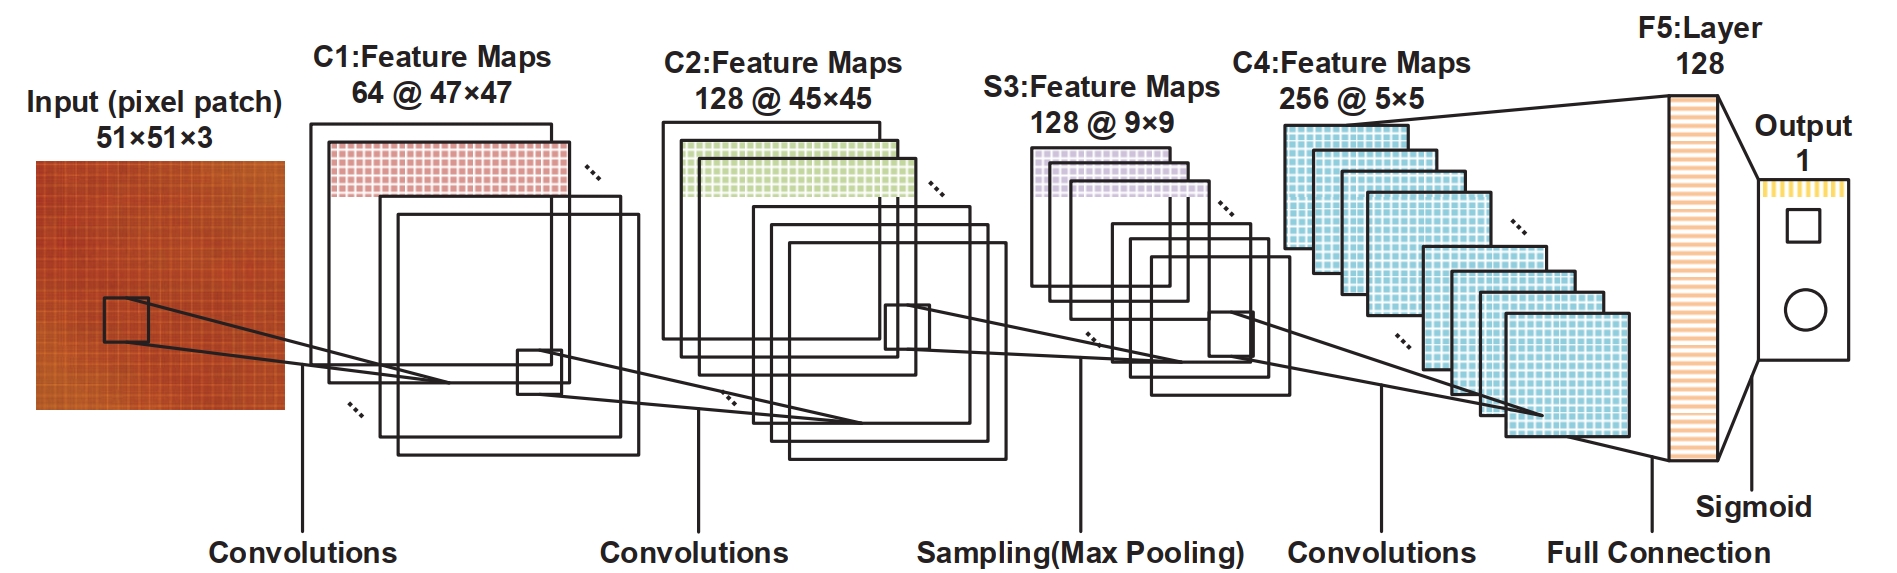 Input (pixel patch)
51×51×3
C1:Feature Maps
64 @ 47×47
C2:Feature Maps
128 @ 45×45
S3:Feature Maps
128 @ 9×9
C4:Feature Maps
256 @ 5×5
F5:Layer
128
Output
1
Convolutions
Convolutions
Sampling(Max Pooling)
Convolutions
Full Connection
Sigmoid